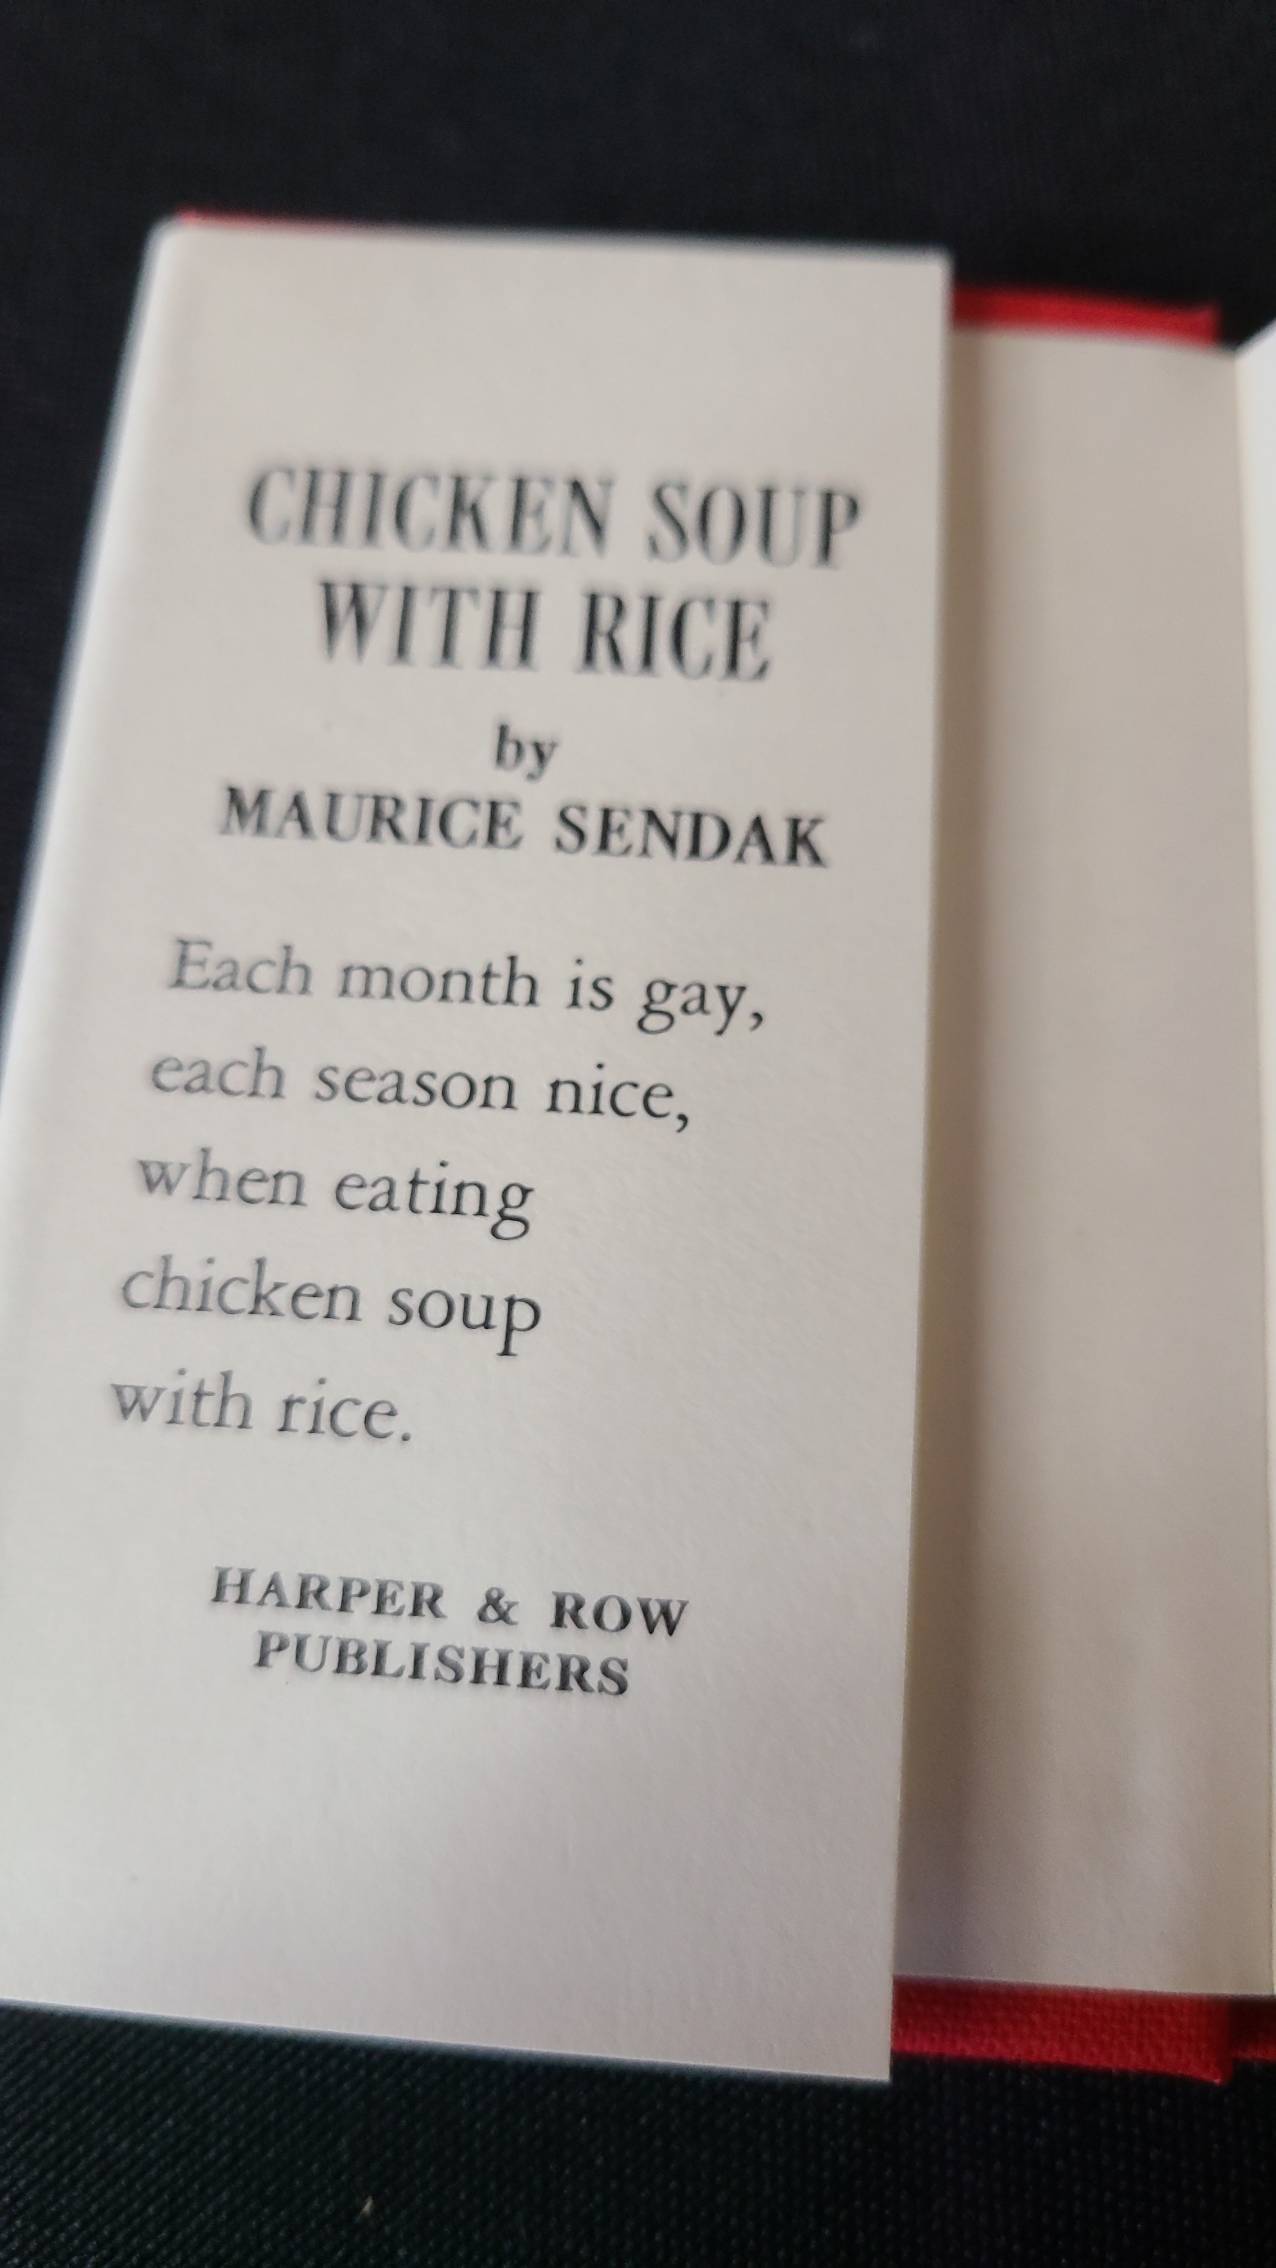 CHICKEN SOUP
WITH RICE
by
MAURICE SENDAK
Each month is gay,
each season nice,
when eating
chicken soup
with rice.
HARPER & ROW
PUBLISHERS